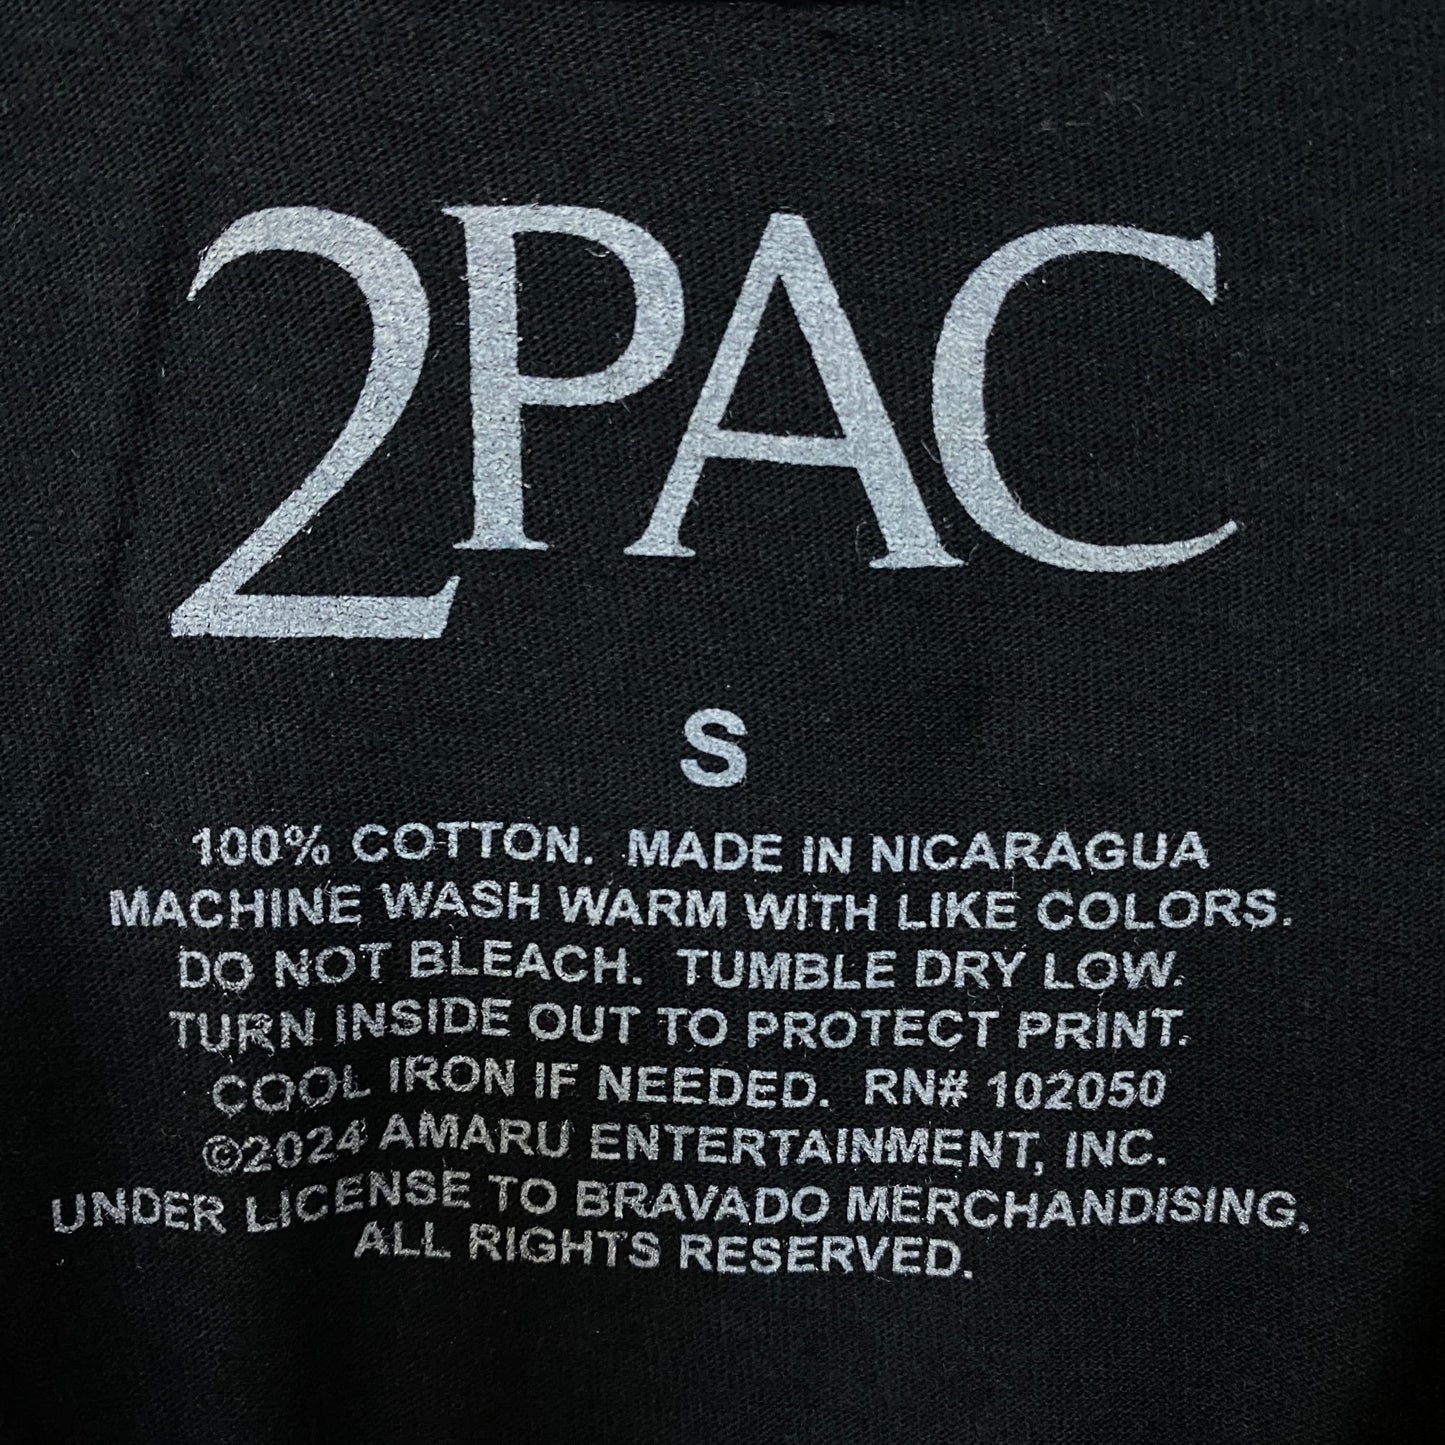 2PAC
S
100% COTTON. MADE IN NICARAGUA
MACHINE WASH WARM WITH LIKE COLORS.
DO NOT BLEACH. TUMBLE DRY LOW.
TURN INSIDE OUT TO PROTECT PRINT.
COOL IRON IF NEEDED. RN# 102050
©2024 AMARU ENTERTAINMENT, INC.
UNDER LICENSE TO BRAVADO MERCHANDISING,
ALL RIGHTS RESERVED.